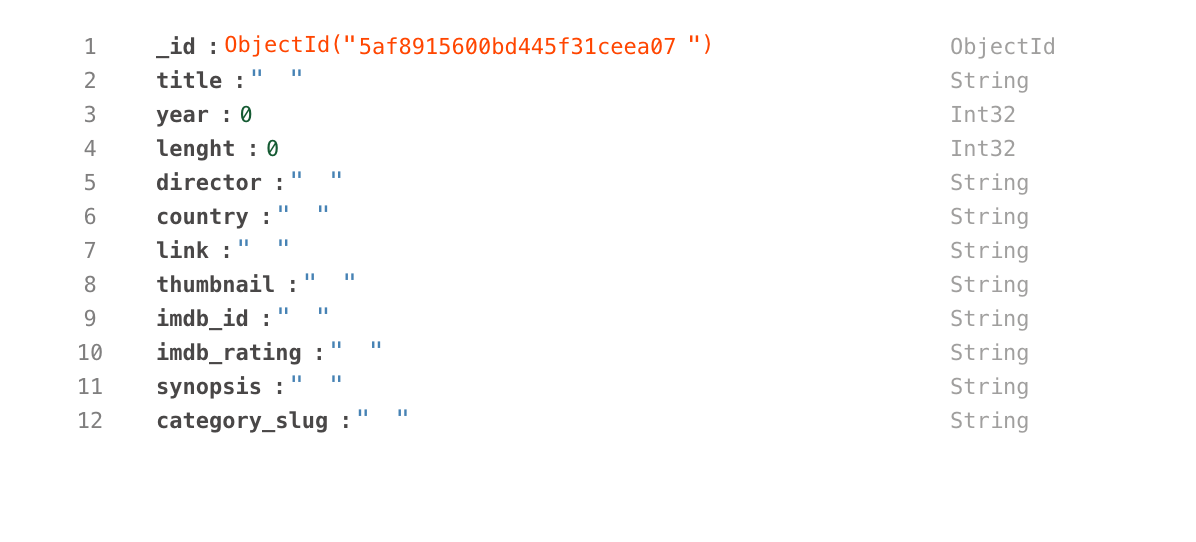 1 _id : ObjectId("5af8915600bd445f31ceea07 ") ObjectId
2 title : " " String
3 year : 0 Int32
4 lenght : 0 Int32
5 director : " " String
6 country : " " String
7 link : " " String
8 thumbnail : " " String
9 imdb_id : " " String
10 imdb_rating : " " String
11 synopsis : " " String
12 category_slug : " " String